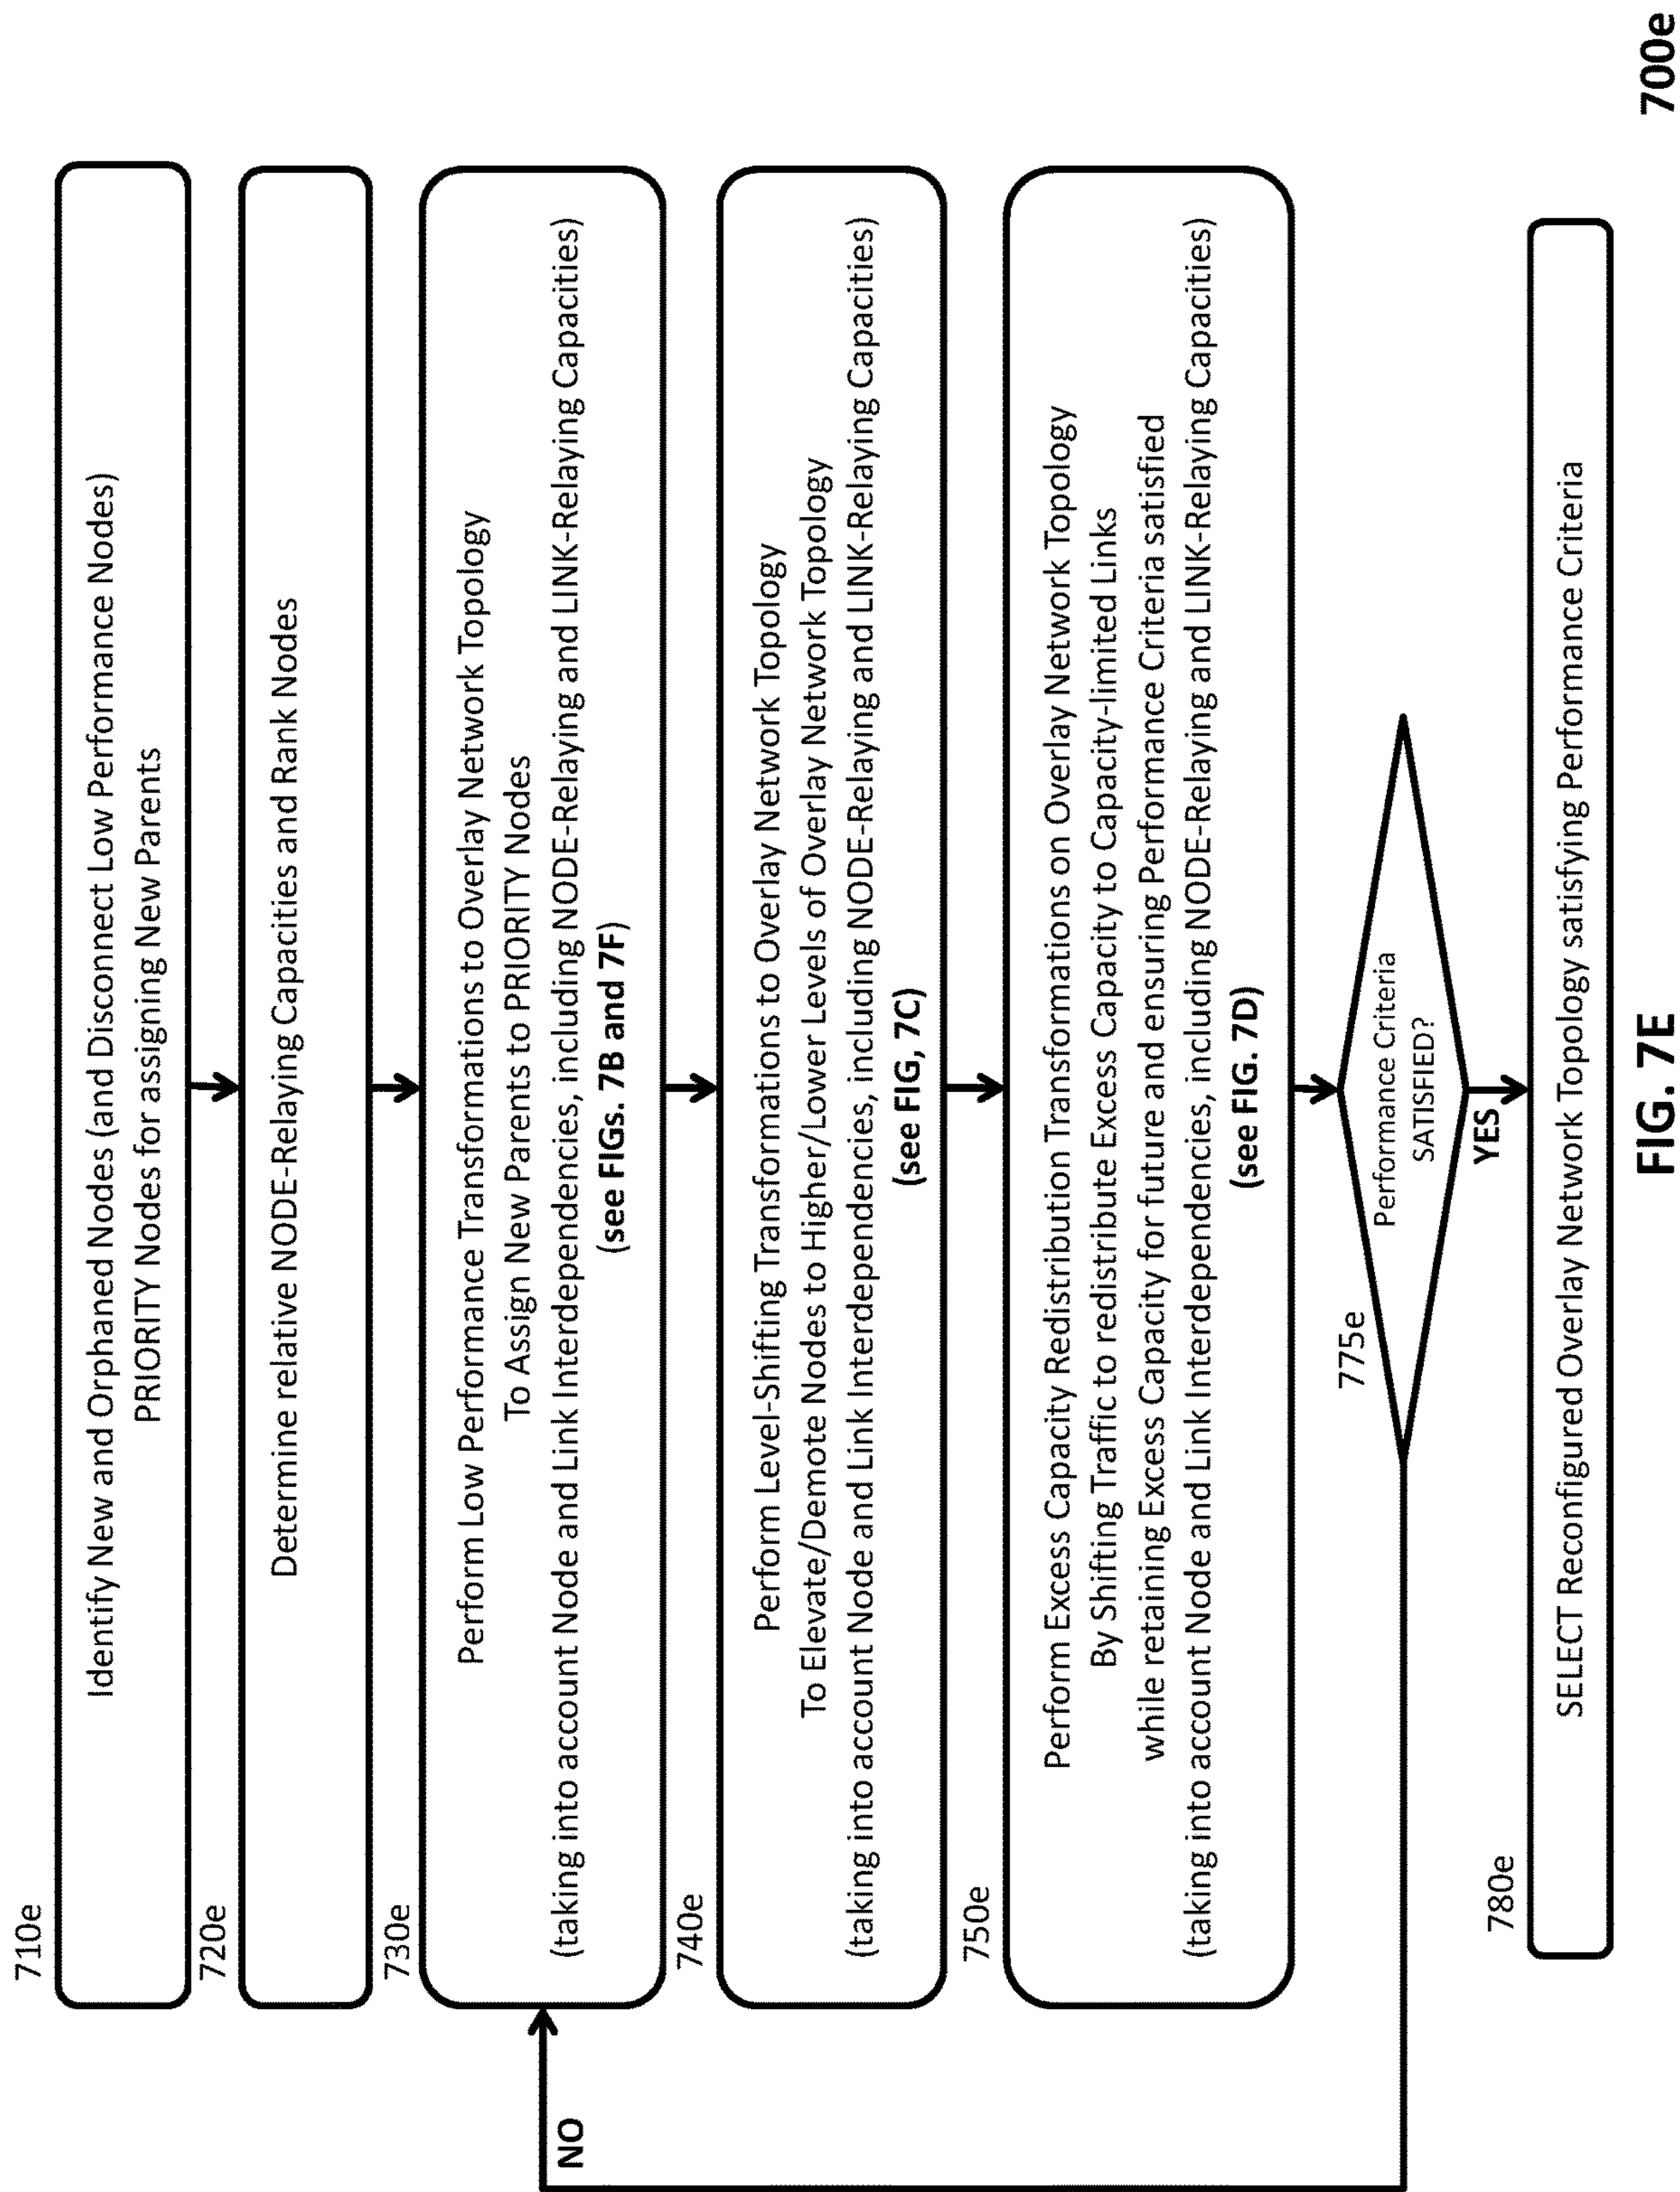 710e
Identify New and Orphaned Nodes (and Disconnect Low Performance Nodes)
PRIORITY Nodes for assigning New Parents
720e
Determine relative NODE-Relaying Capacities and Rank Nodes
730e
Perform Low Performance Transformations to Overlay Network Topology
To Assign New Parents to PRIORITY Nodes
(taking into account Node and Link Interdependencies, including NODE-Relaying and LINK-Relaying Capacities)
(see FIGs. 7B and 7F)
740e
Perform Level-Shifting Transformations to Overlay Network Topology
To Elevate/Demote Nodes to Higher/Lower Levels of Overlay Network Topology
(taking into account Node and Link Interdependencies, including NODE-Relaying and LINK-Relaying Capacities)
(see FIG, 7C)
750e
Perform Excess Capacity Redistribution Transformations on Overlay Network Topology
By Shifting Traffic to redistribute Excess Capacity to Capacity-limited Links
while retaining Excess Capacity for future and ensuring Performance Criteria satisfied
(taking into account Node and Link Interdependencies, including NODE-Relaying and LINK-Relaying Capacities)
(see FIG. 7D)
775e
Performance Criteria
SATISFIED?
NO
YES
780e
SELECT Reconfigured Overlay Network Topology satisfying Performance Criteria
FIG. 7E
700e